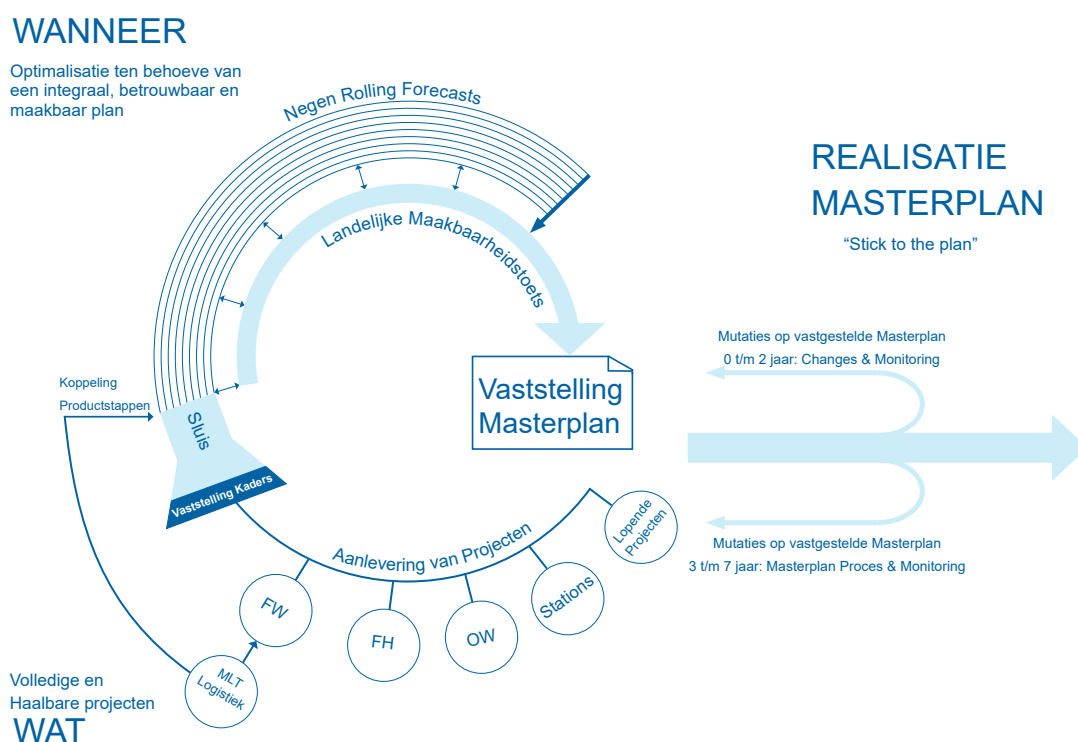 WANNEER
Optimalisatie ten behoeve van
een integraal, betrouwbaar en
maakbaar plan
Negen Rolling Forecasts
Landelijke Maakbaarheidstoets
REALISATIE
MASTERPLAN
“Stick to the plan”
Mutaties op vastgestelde Masterplan
0 t/m 2 jaar: Changes & Monitoring
Koppeling
Productstappen
Sluis
Vaststelling Kaders
Vaststelling
Masterplan
Aanlevering van Projecten
Lopende
Projecten
Mutaties op vastgestelde Masterplan
3 t/m 7 jaar: Masterplan Proces & Monitoring
Stations
OW
FH
FW
MLT
Logistiek
Volledige en
Haalbare projecten
WAT